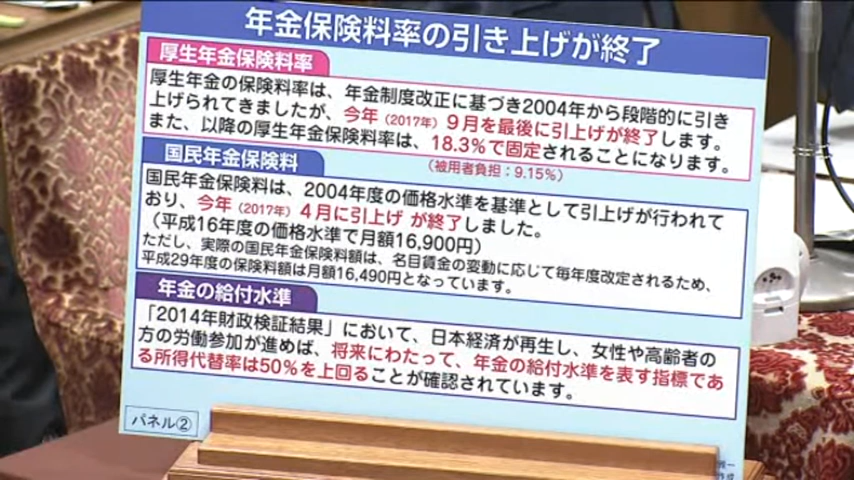 年金保険料率の引き上げが終了
厚生年金保険料率
厚生年金の保険料率は、年金制度改正に基づき2004年から段階的に引き
上げられてきましたが、今年(2017年)9月を最後に引上げが終了します。
また、以降の厚生年金保険料率は、18.3%で固定されることになります。
(被用者負担:9.15%)
国民年金保険料
国民年金保険料は、2004年度の価格水準を基準として引上げが行われて
おり、今年(2017年)4月に引上げ が終了しました。
(平成16年度の価格水準で月額16,900円)
ただし、実際の国民年金保険料額は、名目賃金の変動に応じて毎年度改定されるため、
平成29年度の保険料額は月額16,490円となっています。
年金の給付水準
「2014年財政検証結果」において、日本経済が再生し、女性や高齢者の
方の労働参加が進めば、将来にわたって、年金の給付水準を表す指標であ
る所得代替率は50%を上回ることが確認されています。
パネル②